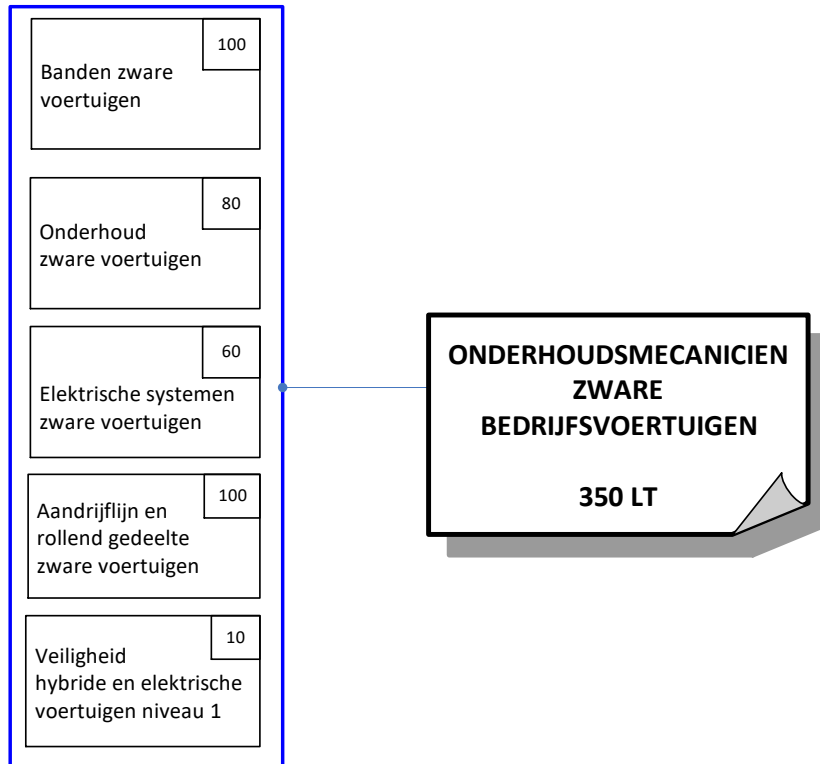 100
Banden zware
voertuigen
80
Onderhoud
zware voertuigen
60
Elektrische systemen
zware voertuigen
100
Aandrijflijn en
rollend gedeelte
zware voertuigen
10
Veiligheid
hybride en elektrische
voertuigen niveau 1
ONDERHOUDSMECANICIEN
ZWARE
BEDRIJFSVOERTUIGEN
350 LT